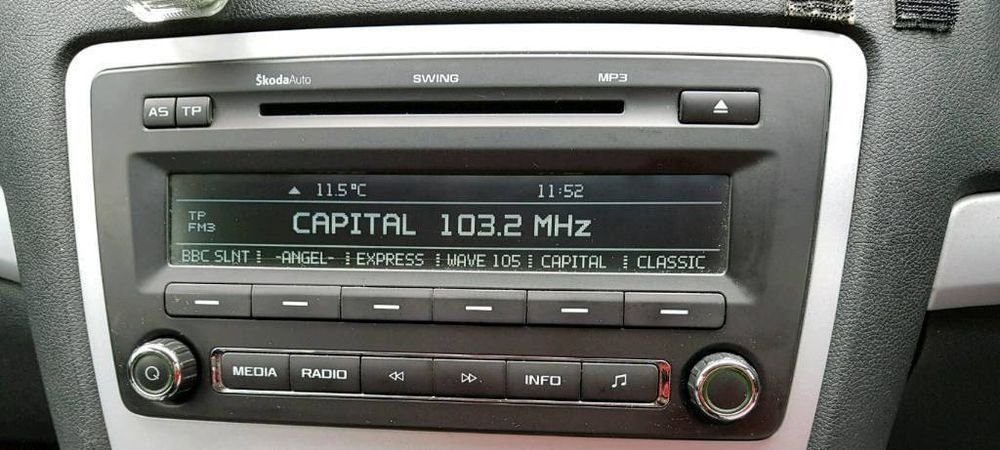 ŠkodaAuto SWING MP3
AS TP
11.5°C 11:52
TP
FM3
CAPITAL 103.2 MHz
BBC SLNT -ANGEL- EXPRESS WAVE 105 CAPITAL CLASSIC
MEDIA RADIO INFO